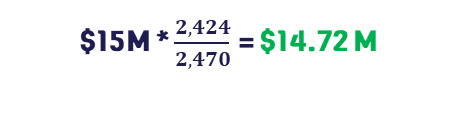 $15M * 2,424 / 2,470 = $14.72 M